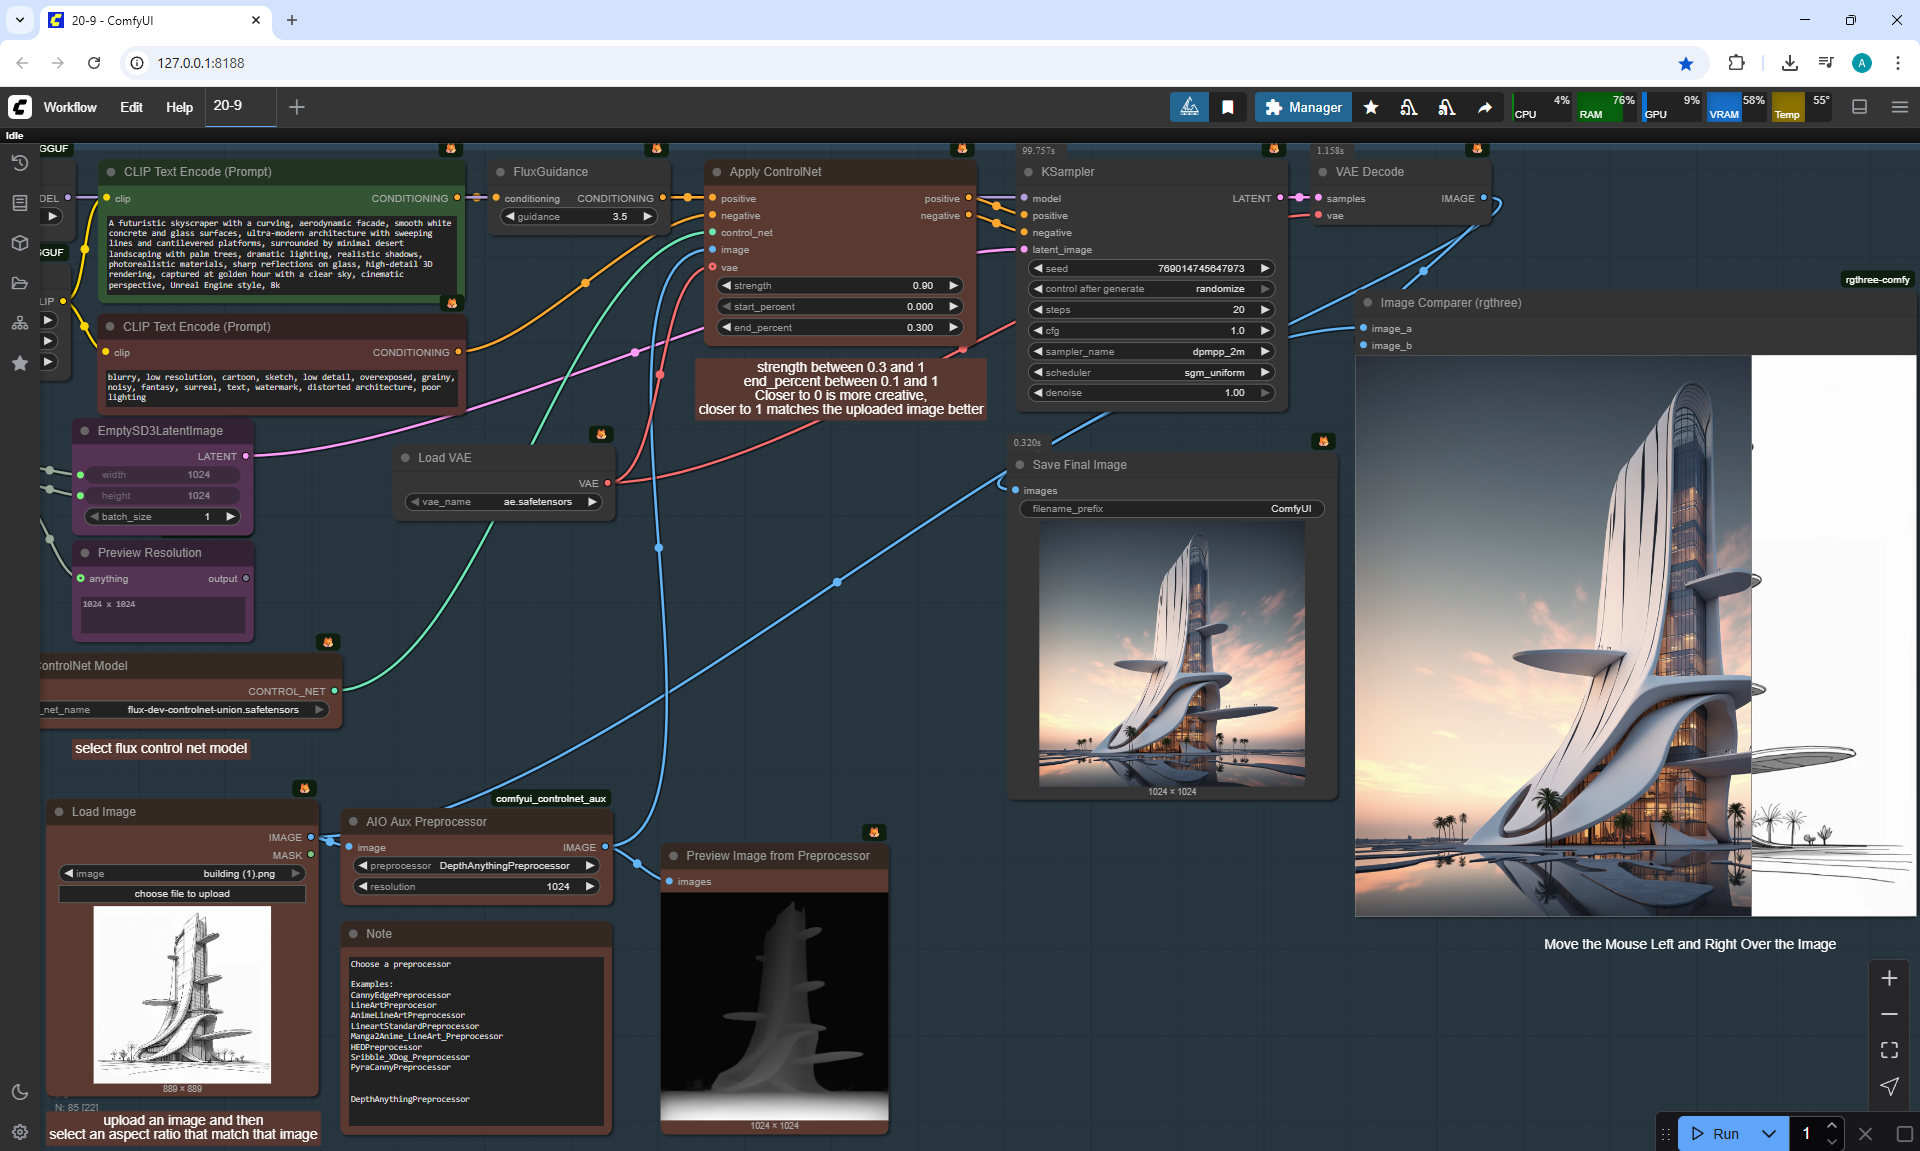 20-9 - ComfyUI
127.0.0.1:8188
A
Workflow
Edit
Help
20-9
Manager
CPU 4%
RAM 76%
GPU 9%
VRAM 58%
Temp 55°
Idle
GGUF
DEL
GGUF
LIP
CLIP Text Encode (Prompt)
clip
CONDITIONING
A futuristic skyscraper with a curving, aerodynamic facade, smooth white
concrete and glass surfaces, ultra-modern architecture with sweeping
lines and cantilevered platforms, surrounded by minimal desert
landscaping with palm trees, dramatic lighting, realistic shadows,
photorealistic materials, sharp reflections on glass, high-detail 3D
rendering, captured at golden hour with a clear sky, cinematic
perspective, Unreal Engine style, 8k
CLIP Text Encode (Prompt)
clip
CONDITIONING
blurry, low resolution, cartoon, sketch, low detail, overexposed, grainy,
noisy, fantasy, surreal, text, watermark, distorted architecture, poor
lighting
FluxGuidance
conditioning
CONDITIONING
guidance 3.5
Apply ControlNet
positive
positive
negative
negative
control_net
image
vae
strength 0.90
start_percent 0.000
end_percent 0.300
strength between 0.3 and 1
end_percent between 0.1 and 1
Closer to 0 is more creative,
closer to 1 matches the uploaded image better
99.757s
KSampler
model
LATENT
positive
negative
latent_image
seed 769014745647973
control after generate randomize
steps 20
cfg 1.0
sampler_name dpmpp_2m
scheduler sgm_uniform
denoise 1.00
1.158s
VAE Decode
samples
IMAGE
vae
rgthree-comfy
Image Comparer (rgthree)
image_a
image_b
Move the Mouse Left and Right Over the Image
EmptySD3LatentImage
LATENT
width 1024
height 1024
batch_size 1
Preview Resolution
anything
output
1024 x 1024
Load VAE
VAE
vae_name ae.safetensors
0.320s
Save Final Image
images
filename_prefix ComfyUI
1024 × 1024
ControlNet Model
CONTROL_NET
_net_name flux-dev-controlnet-union.safetensors
select flux control net model
Load Image
IMAGE
MASK
image building (1).png
choose file to upload
889 × 889
N: 85 [22]
upload an image and then
select an aspect ratio that match that image
comfyui_controlnet_aux
AIO Aux Preprocessor
image
IMAGE
preprocessor DepthAnythingPreprocessor
resolution 1024
Note
Choose a preprocessor
Examples:
CannyEdgePreprocessor
LineArtPreprocesor
AnimeLineArtPreprocessor
LineartStandardPreprocessor
Manga2Anime_LineArt_Preprocessor
HEDPreprocessor
Sribble_XDog_Preprocessor
PyraCannyPreprocessor
DepthAnythingPreprocessor
Preview Image from Preprocessor
images
1024 × 1024
Run
1